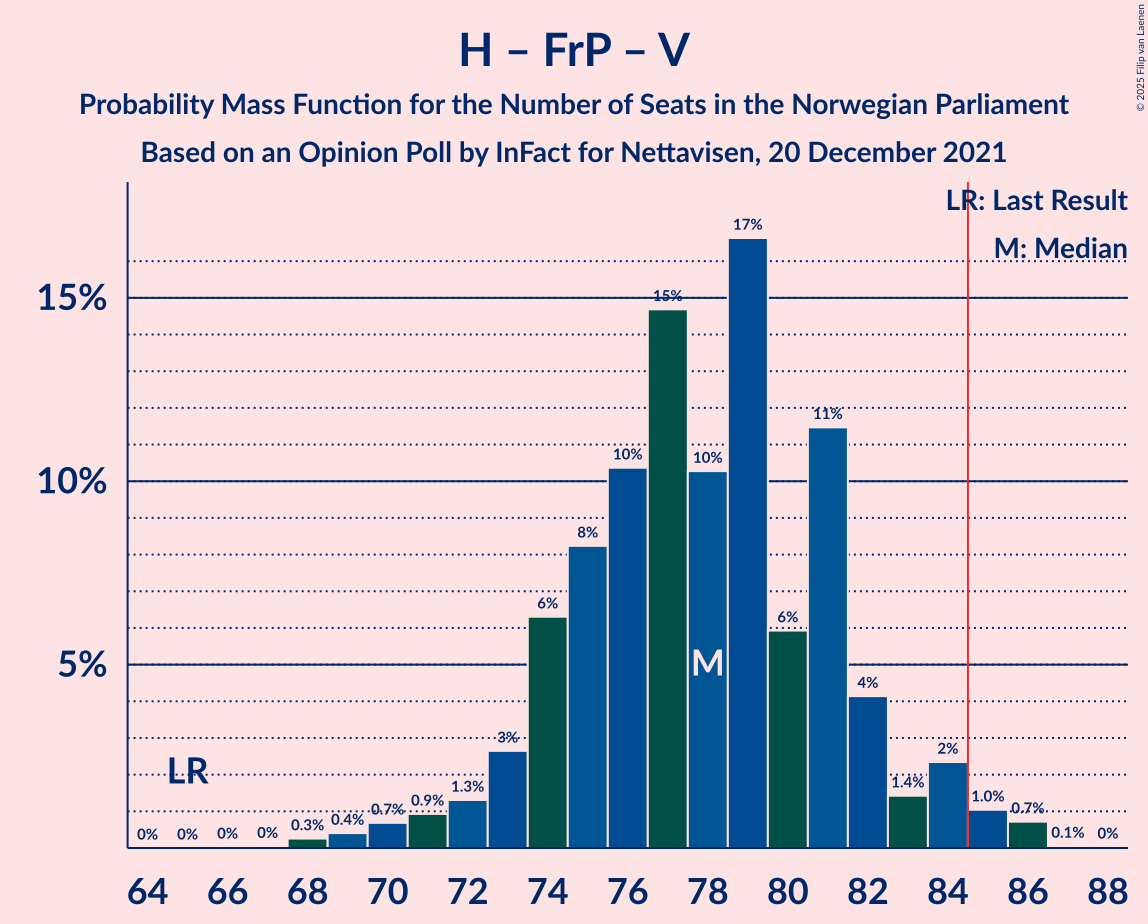 H – FrP – V
Probability Mass Function for the Number of Seats in the Norwegian Parliament
Based on an Opinion Poll by InFact for Nettavisen, 20 December 2021
© 2025 Filip van Laenen
LR: Last Result
M: Median
15%
10%
5%
LR
M
0% 0% 0% 0% 0.3% 0.4% 0.7% 0.9% 1.3% 3% 6% 8% 10% 15% 10% 17% 6% 11% 4% 1.4% 2% 1.0% 0.7% 0.1% 0%
64 66 68 70 72 74 76 78 80 82 84 86 88